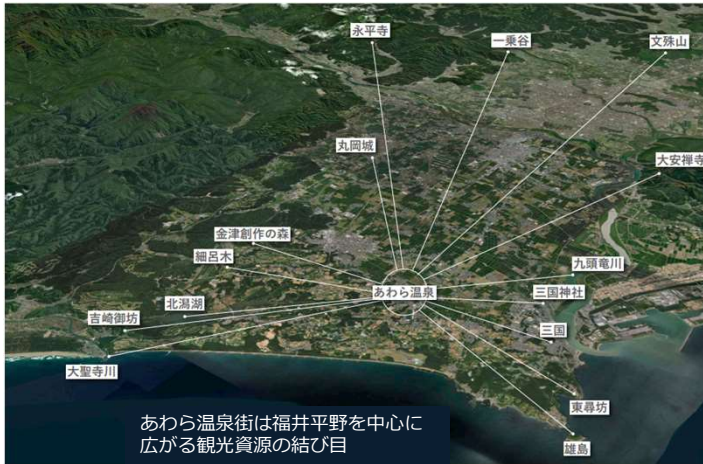 永平寺
一乗谷
文殊山
丸岡城
大安禅寺
金津創作の森
細呂木
九頭竜川
あわら温泉
三国神社
北潟湖
吉崎御坊
三国
大聖寺川
東尋坊
雄島
あわら温泉街は福井平野を中心に
広がる観光資源の結び目